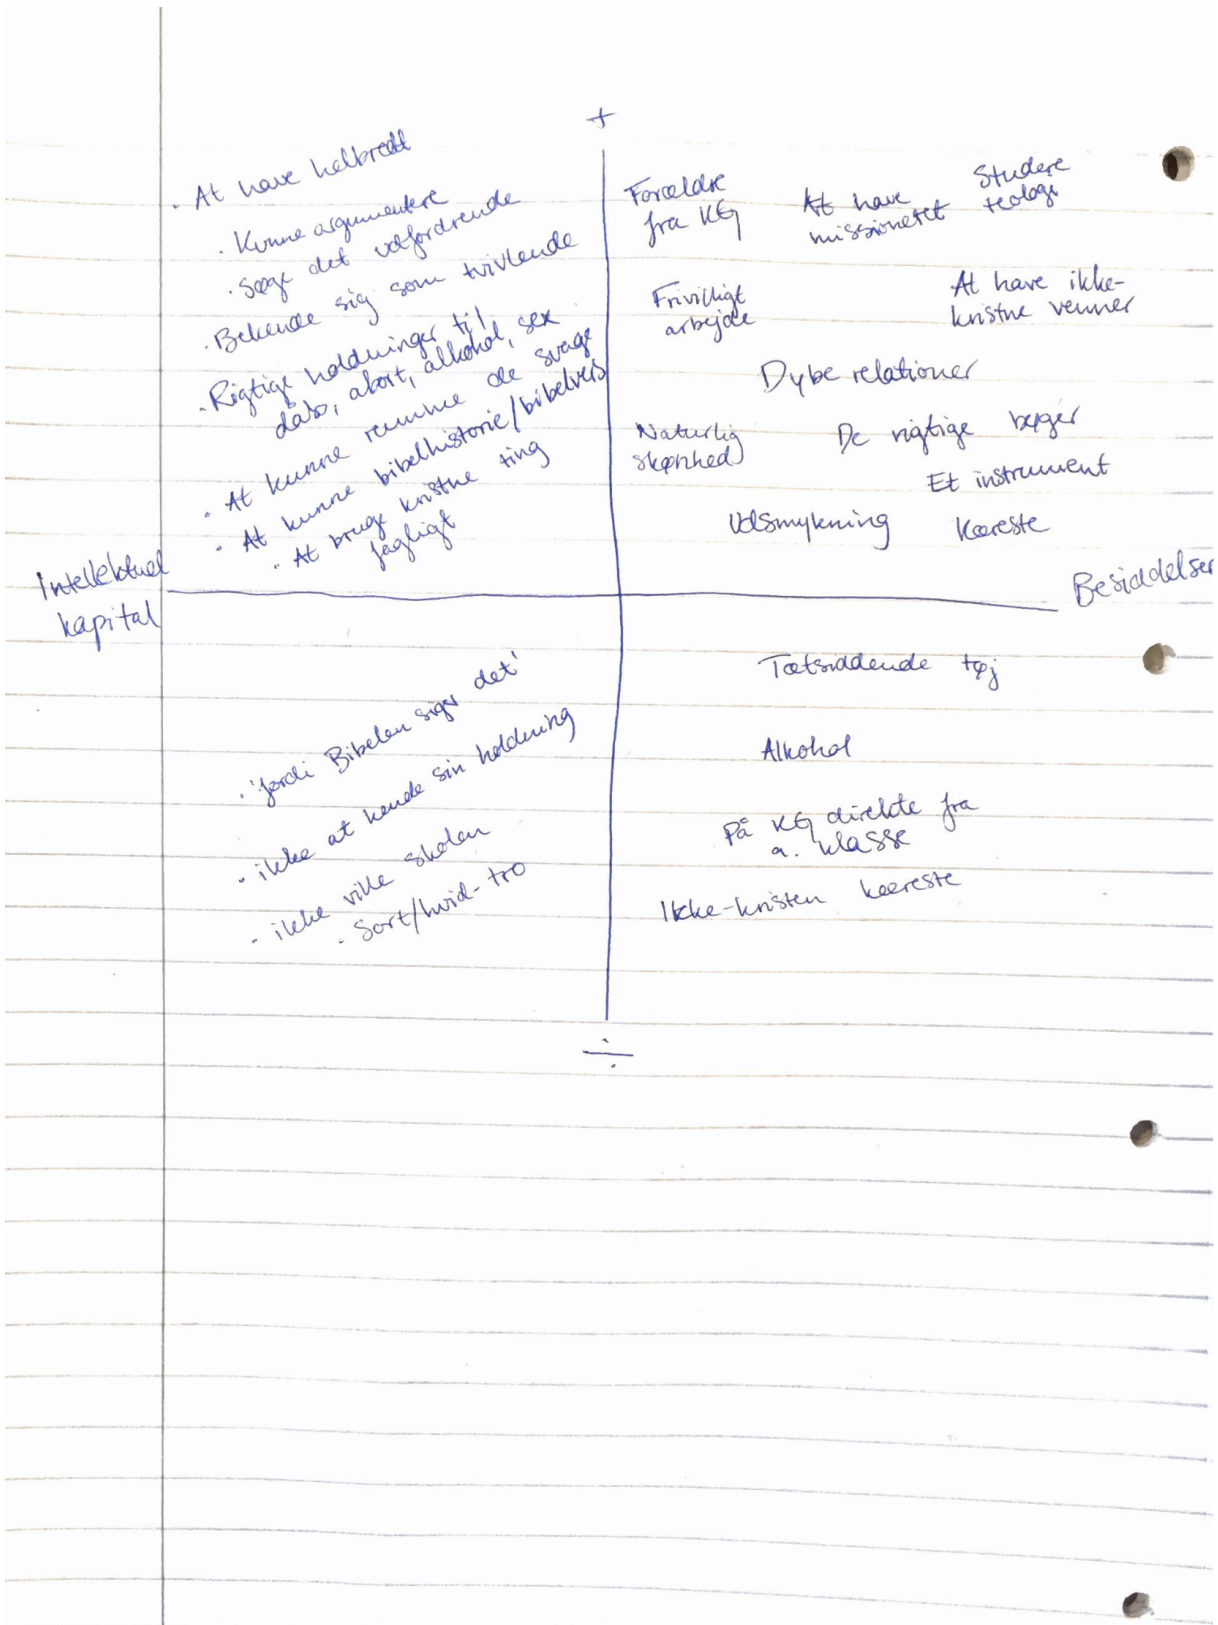 +
. At have helbredt
. Kunne argumentere
. Søge det udfordrende
. Bekende sig som tvivlende
. Rigtige holdninger til
dåb, abort, alkohol, sex
. At kunne rumme de svage
. At kunne bibelhistorie/bibelvers
. At bruge kristne ting
fagligt
Forældre
fra KG
At have
missioneret
Studere
teologi
Frivilligt
arbejde
At have ikke-
kristne venner
Dybe relationer
Naturlig
skønhed
De rigtige bøger
Et instrument
Udsmykning
Kæreste
Intellektuel
kapital
Besiddelser
. 'fordi Bibelen siger det'
. ikke at kende sin holdning
. ikke ville skolen
. Sort/hvid-tro
Tætsiddende tøj
Alkohol
På KG direkte fra
9. klasse
Ikke-kristen kæreste
÷